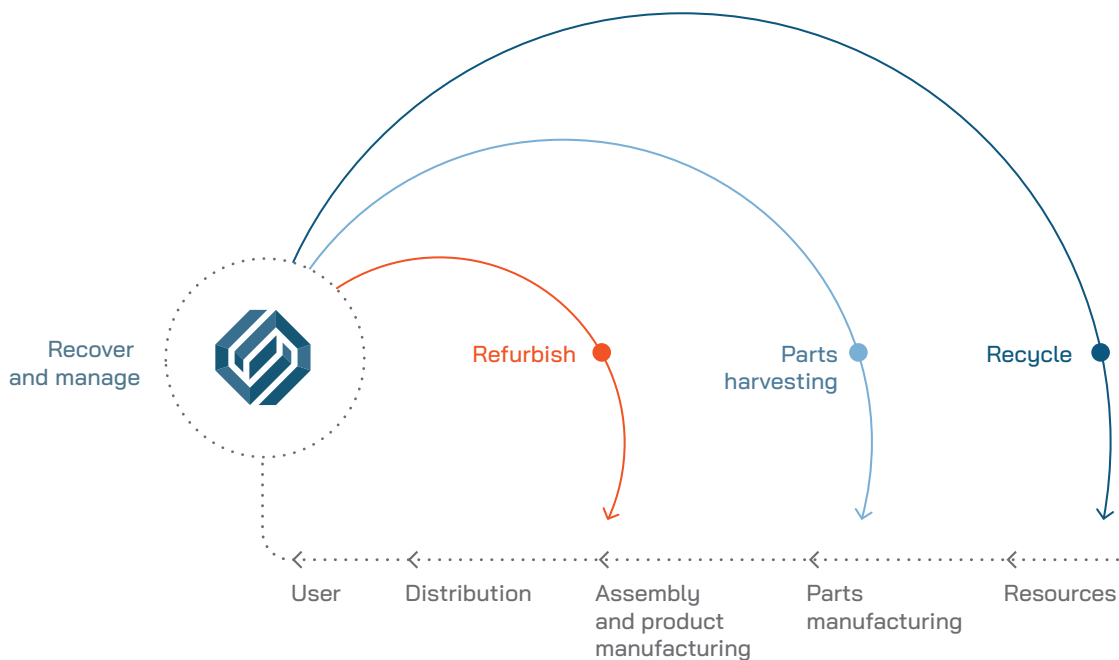 Recover
and manage
Refurbish
Parts
harvesting
Recycle
User
Distribution
Assembly
and product
manufacturing
Parts
manufacturing
Resources